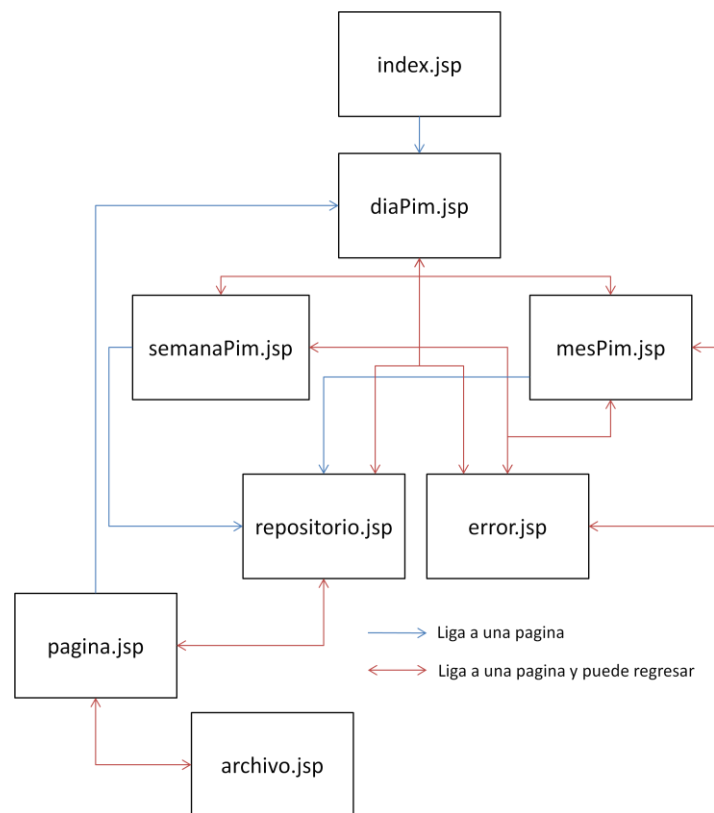 index.jsp
diaPim.jsp
semanaPim.jsp
mesPim.jsp
repositorio.jsp
error.jsp
pagina.jsp
Liga a una pagina
Liga a una pagina y puede regresar
archivo.jsp